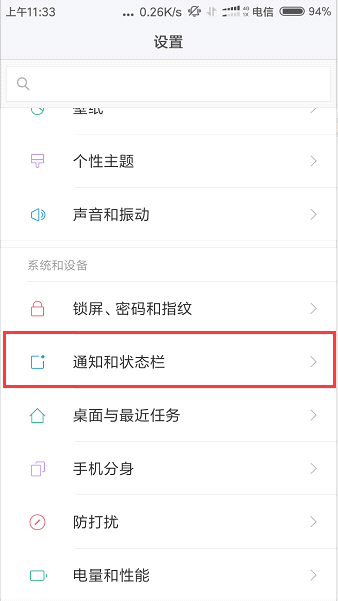 上午11:33 ... 0.26K/s 4G 1X 电信 94%
设置
壁纸
个性主题
声音和振动
系统和设备
锁屏、密码和指纹
通知和状态栏
桌面与最近任务
手机分身
防打扰
电量和性能